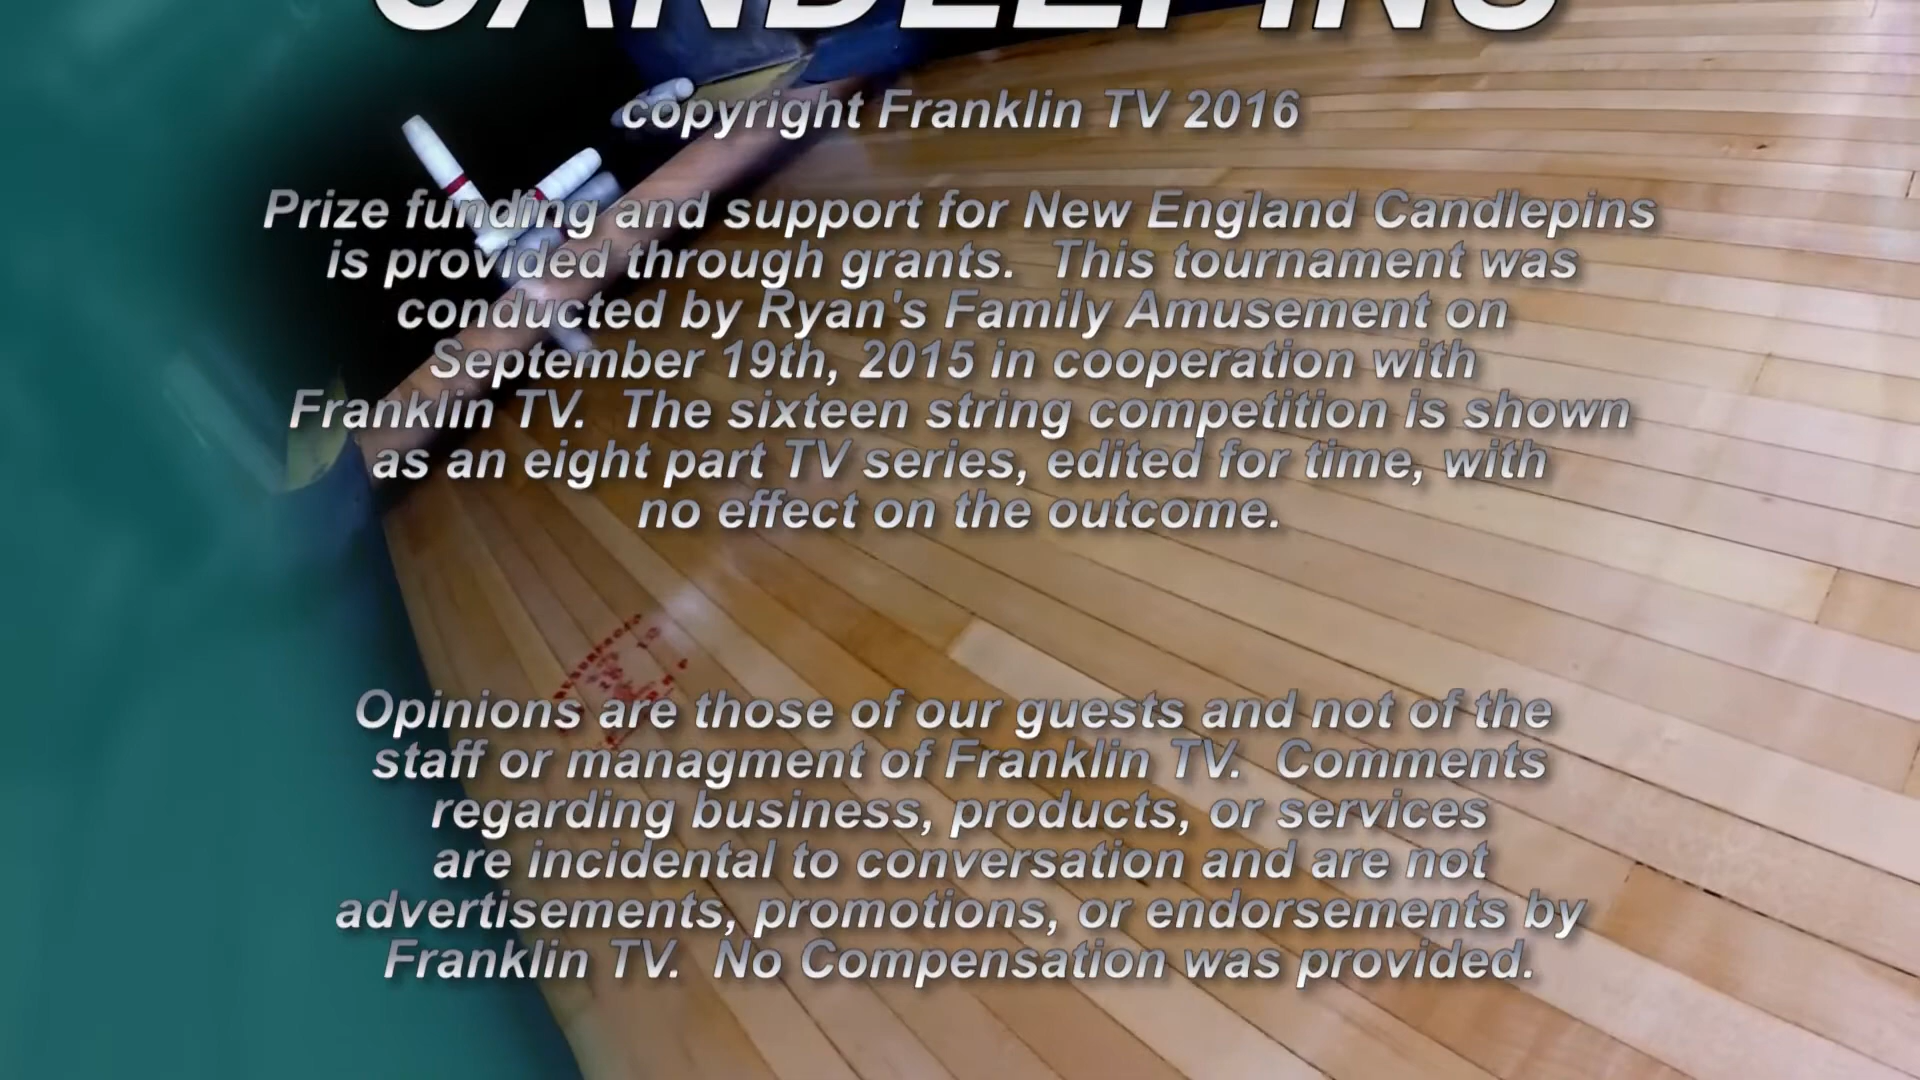 CANDLEPINS
copyright Franklin TV 2016
Prize funding and support for New England Candlepins
is provided through grants.  This tournament was
conducted by Ryan's Family Amusement on
September 19th, 2015 in cooperation with
Franklin TV.  The sixteen string competition is shown
as an eight part TV series, edited for time, with
no effect on the outcome.
Opinions are those of our guests and not of the
staff or managment of Franklin TV.  Comments
regarding business, products, or services
are incidental to conversation and are not
advertisements, promotions, or endorsements by
Franklin TV.  No Compensation was provided.